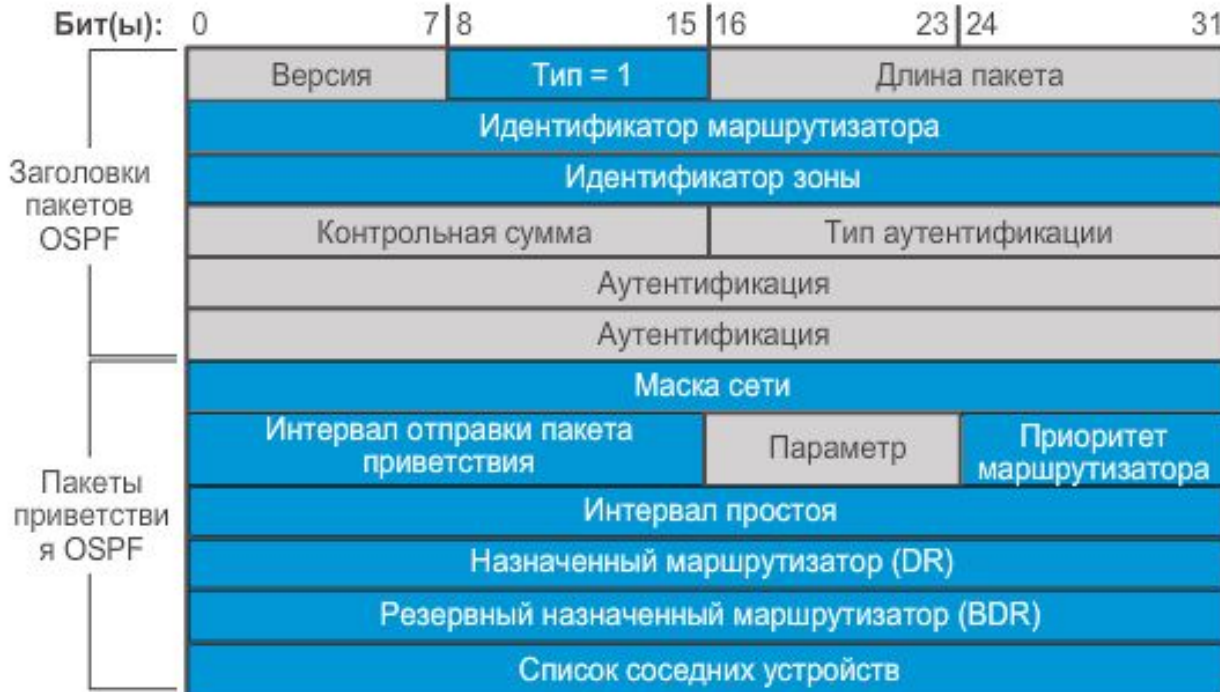 Бит(ы): 0 7 8 15 16 23 24 31
Версия Тип = 1 Длина пакета
Идентификатор маршрутизатора
Идентификатор зоны
Заголовки
пакетов
OSPF
Контрольная сумма Тип аутентификации
Аутентификация
Аутентификация
Маска сети
Интервал отправки пакета
приветствия
Параметр
Приоритет
маршрутизатора
Пакеты
приветстви
я OSPF
Интервал простоя
Назначенный маршрутизатор (DR)
Резервный назначенный маршрутизатор (BDR)
Список соседних устройств